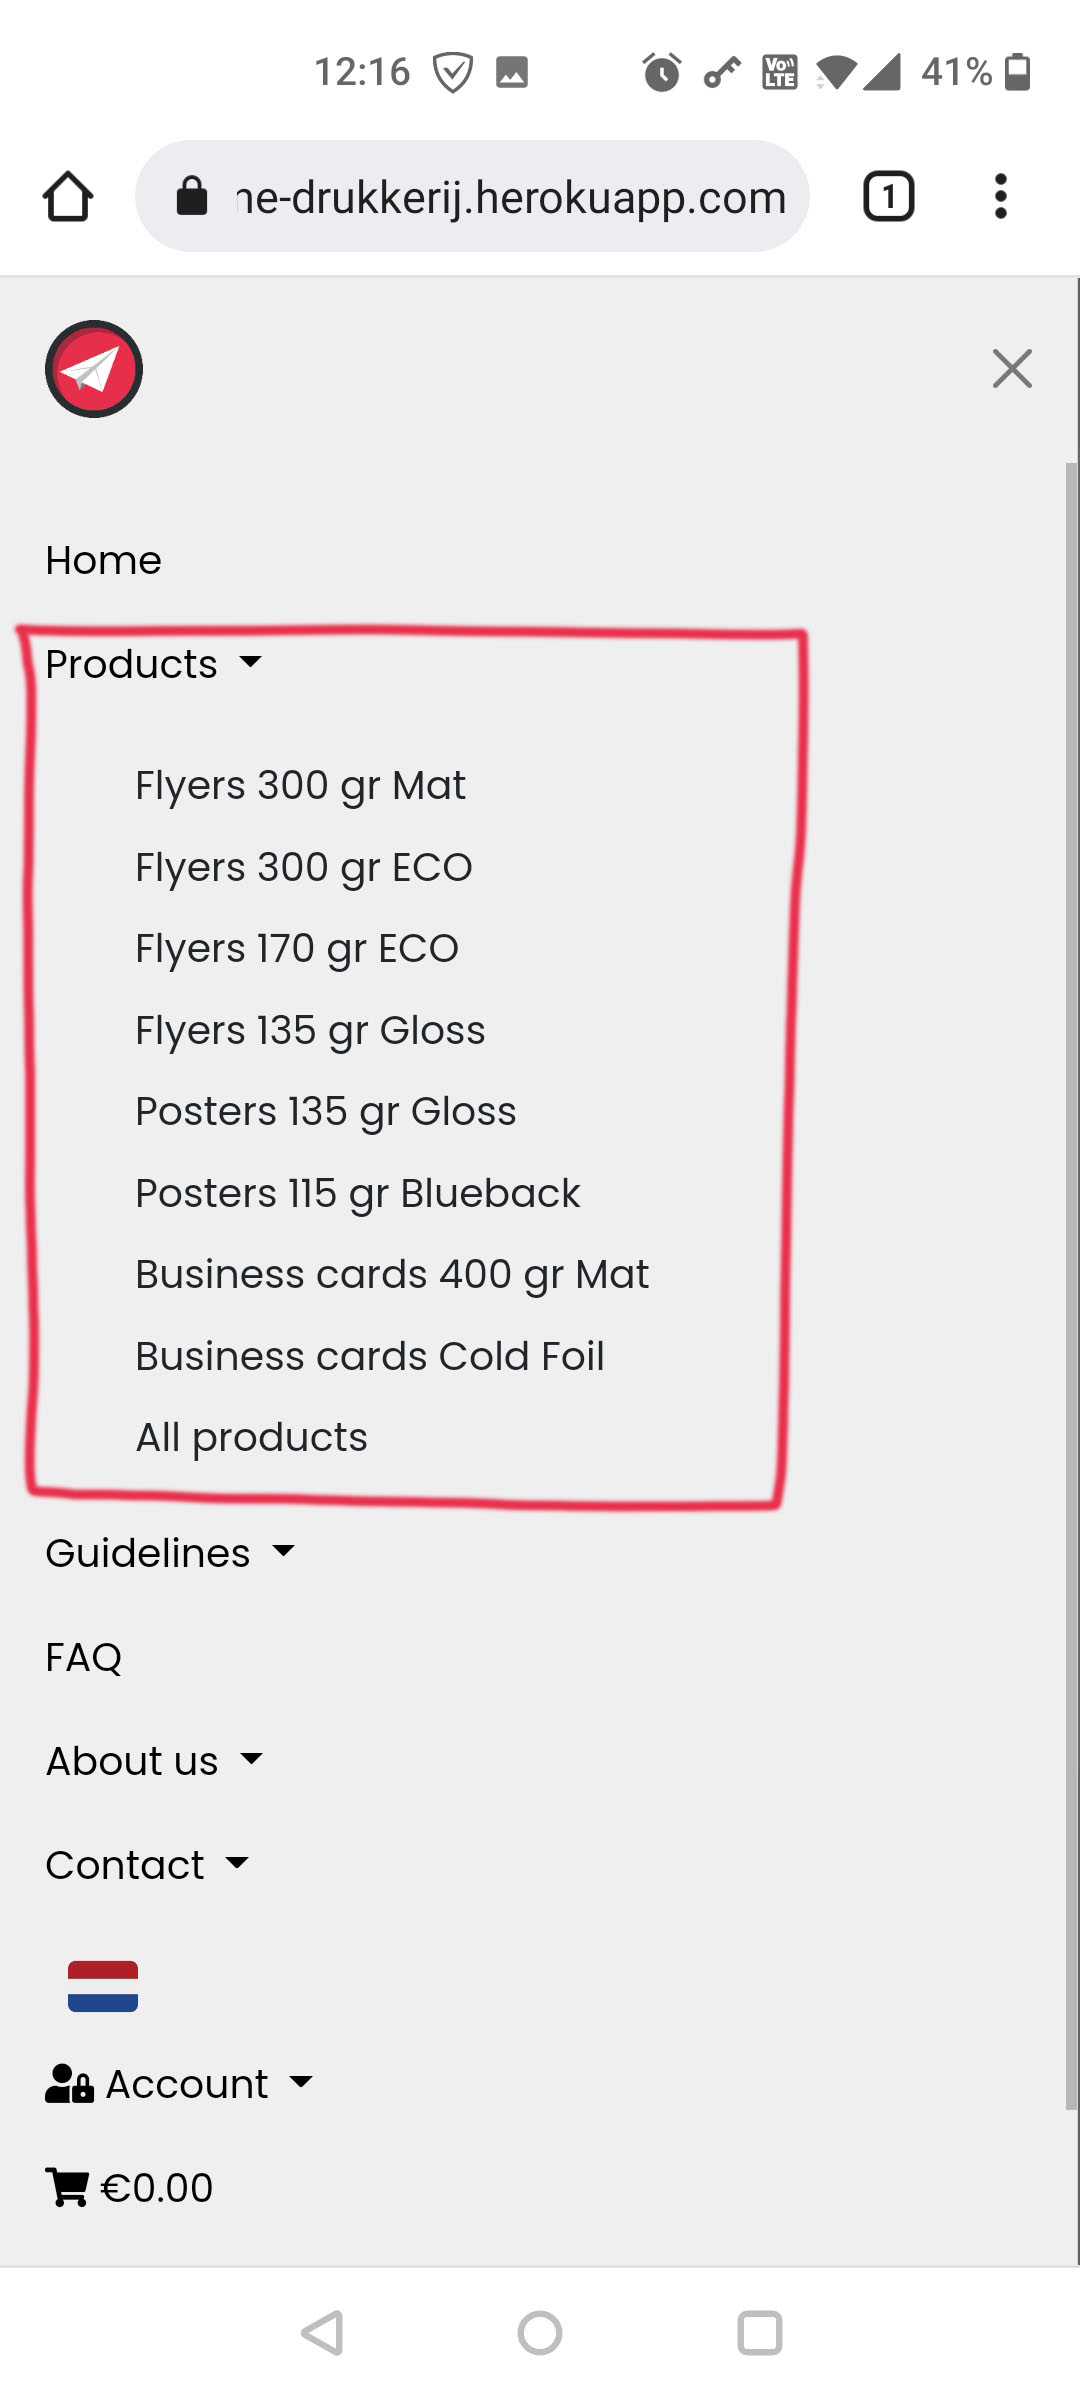 12:16
Vo)) LTE
41%
ne-drukkerij.herokuapp.com
1
Home
Products
Flyers 300 gr Mat
Flyers 300 gr ECO
Flyers 170 gr ECO
Flyers 135 gr Gloss
Posters 135 gr Gloss
Posters 115 gr Blueback
Business cards 400 gr Mat
Business cards Cold Foil
All products
Guidelines
FAQ
About us
Contact
Account
€0.00